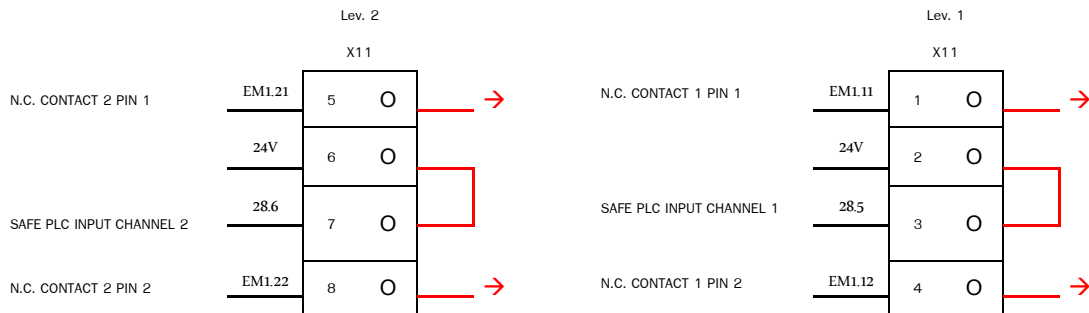 Lev. 2
X11
N.C. CONTACT 2 PIN 1
EM1.21
5 O
24V
6 O
SAFE PLC INPUT CHANNEL 2
28.6
7 O
N.C. CONTACT 2 PIN 2
EM1.22
8 O
Lev. 1
X11
N.C. CONTACT 1 PIN 1
EM1.11
1 O
24V
2 O
SAFE PLC INPUT CHANNEL 1
28.5
3 O
N.C. CONTACT 1 PIN 2
EM1.12
4 O